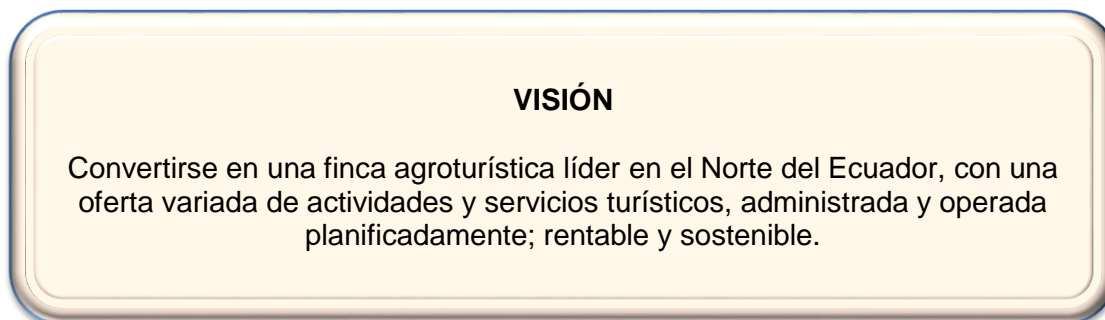 VISIÓN
Convertirse en una finca agroturística líder en el Norte del Ecuador, con una
oferta variada de actividades y servicios turísticos, administrada y operada
planificadamente; rentable y sostenible.